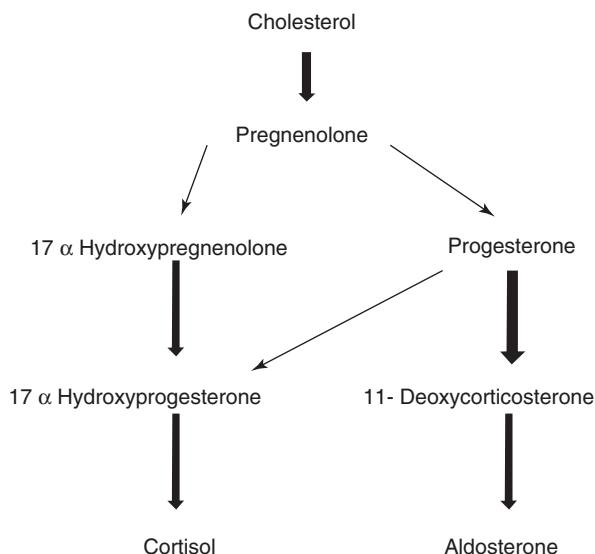 Cholesterol
Pregnenolone
17 α Hydroxypregnenolone
Progesterone
17 α Hydroxyprogesterone
11- Deoxycorticosterone
Cortisol
Aldosterone